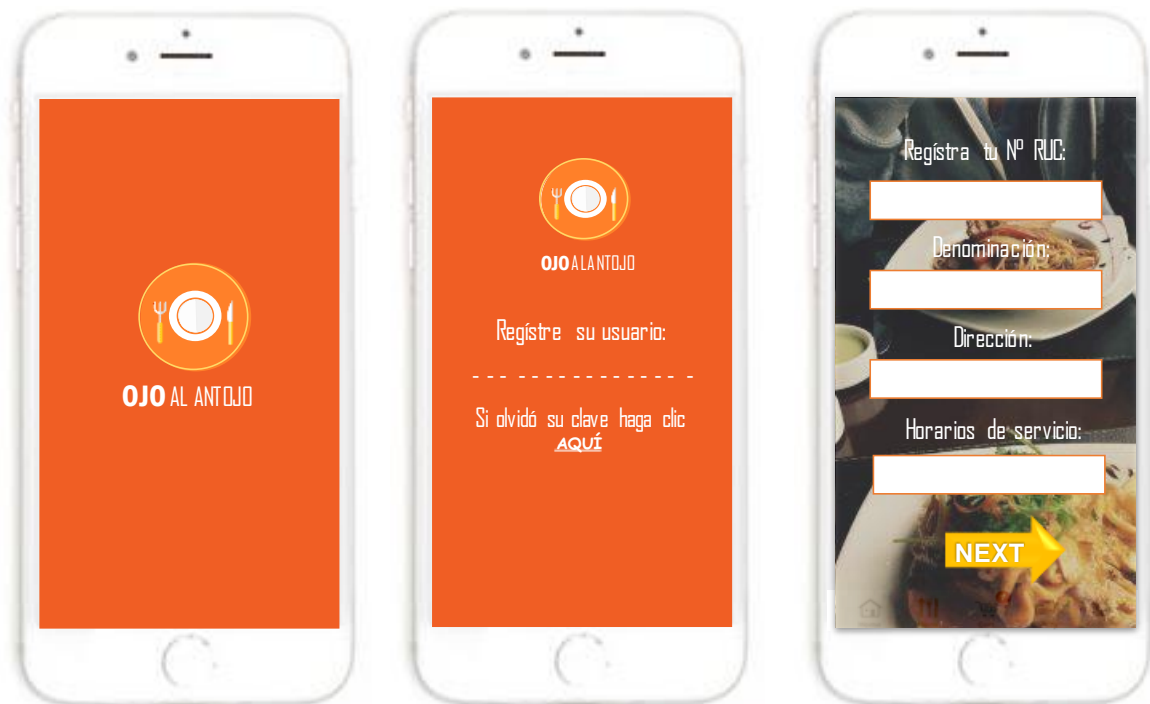 OJO AL ANTOJO
OJO AL ANTOJO
Regístre su usuario:
Si olvidó su clave haga clic
AQUÍ
Regístra tu Nº RUC:
Denominación:
Dirección:
Horarios de servicio:
NEXT